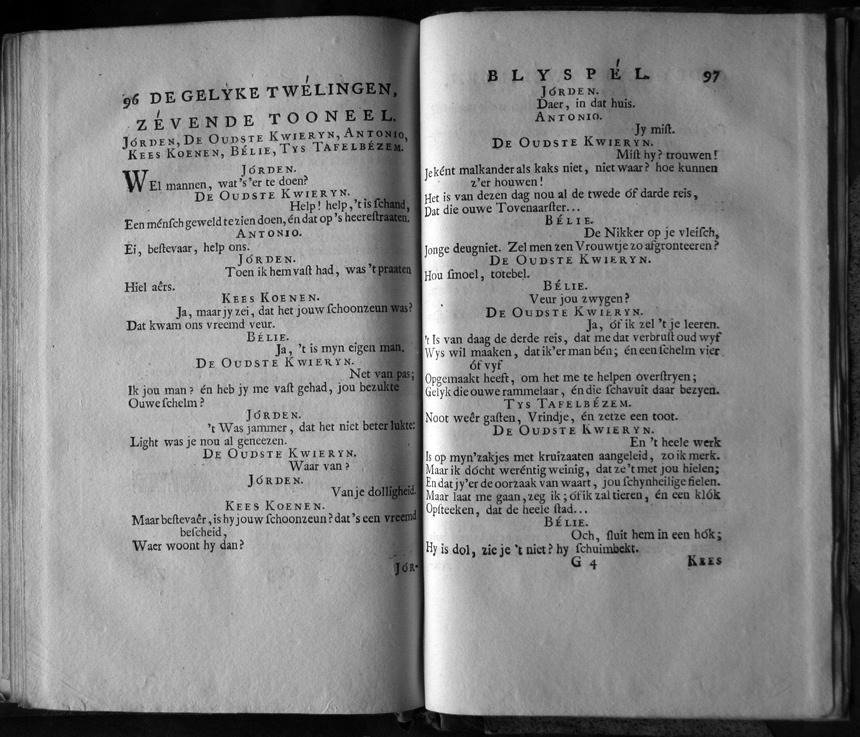 96 DE GELYKE TWÉLINGEN,
ZÉVENDE TOONEEL.
JÓRDEN, DE OUDSTE KWIERYN, ANTONIO,
KEES KOENEN, BÉLIE, TYS TAFELBÉZEM.
JÓRDEN.
WEl mannen, wat 's 'er te doen?
DE OUDSTE KWIERYN.
Help! help, 't is ſchand,
Een ménſch geweld te zien doen, én dat op 's heereſtraaten.
ANTONIO.
Ei, beſtevaar, help ons.
JÓRDEN.
Toen ik hem vaſt had, was 't praaten
Hiel aêrs.
KEES KOENEN.
Ja, maar jy zei, dat het jouw ſchoonzeun was?
Dat kwam ons vreemd veur.
BÉLIE.
Ja, 't is myn eigen man.
DE OUDSTE KWIERYN.
Net van pas;
Ik jou man? én heb jy me vaſt gehad, jou bezukte
Ouwe ſchelm?
JÓRDEN.
't Was jammer, dat het niet beter lukte:
Light was je nou al geneezen.
DE OUDSTE KWIERYN.
Waar van?
JÓRDEN.
Van je dolligheid.
KEES KOENEN.
Maar beſtevaêr, is hy jouw ſchoonzeun? dat 's een vreemd
beſcheid,
Waer woont hy dan?
JÓR-
BLYSPÉL. 97
JÓRDEN.
Daer, in dat huis.
ANTONIO.
Jy miſt.
DE OUDSTE KWIERYN.
Miſt hy? trouwen!
Je ként malkander als kaks niet, niet waar? hoe kunnen
z'er houwen!
Het is van dezen dag nou al de twede óf darde reis,
Dat die ouwe Tovenaarſter...
BÉLIE.
De Nikker op je vleiſch,
Jonge deugniet. Zel men zen Vrouwtje zo afgronteeren?
DE OUDSTE KWIERYN.
Hou ſmoel, totebel.
BÉLIE.
Veur jou zwygen?
DE OUDSTE KWIERYN.
Ja, óf ik zel 't je leeren.
't Is van daag de derde reis, dat me dat verbruſt oud wyf
Wys wil maaken, dat ik 'er man bén; én een ſchelm vier
óf vyf
Opgemaakt heeft, om het me te helpen overſtryen;
Gelyk die ouwe rammelaar, én die ſchavuit daar bezyen.
TYS TAFELBÉZEM.
Noot weêr gaſten, Vrindje, én zetze een toot.
DE OUDSTE KWIERYN.
En 't heele werk
Is op myn' zakjes met kruizaaten aangeleid, zo ik merk.
Maar ik dócht weréntig weinig, dat ze 't met jou hielen;
En dat jy 'er de oorzaak van waart, jou ſchynheilige fielen.
Maar laat me gaan, zeg ik; óf ik zal tieren, én een klók
Opſteeken, dat de heele ſtad...
BÉLIE.
Och, ſluit hem in een hók;
Hy is dol, zie je 't niet? hy ſchuimbekt.
G 4 KEES